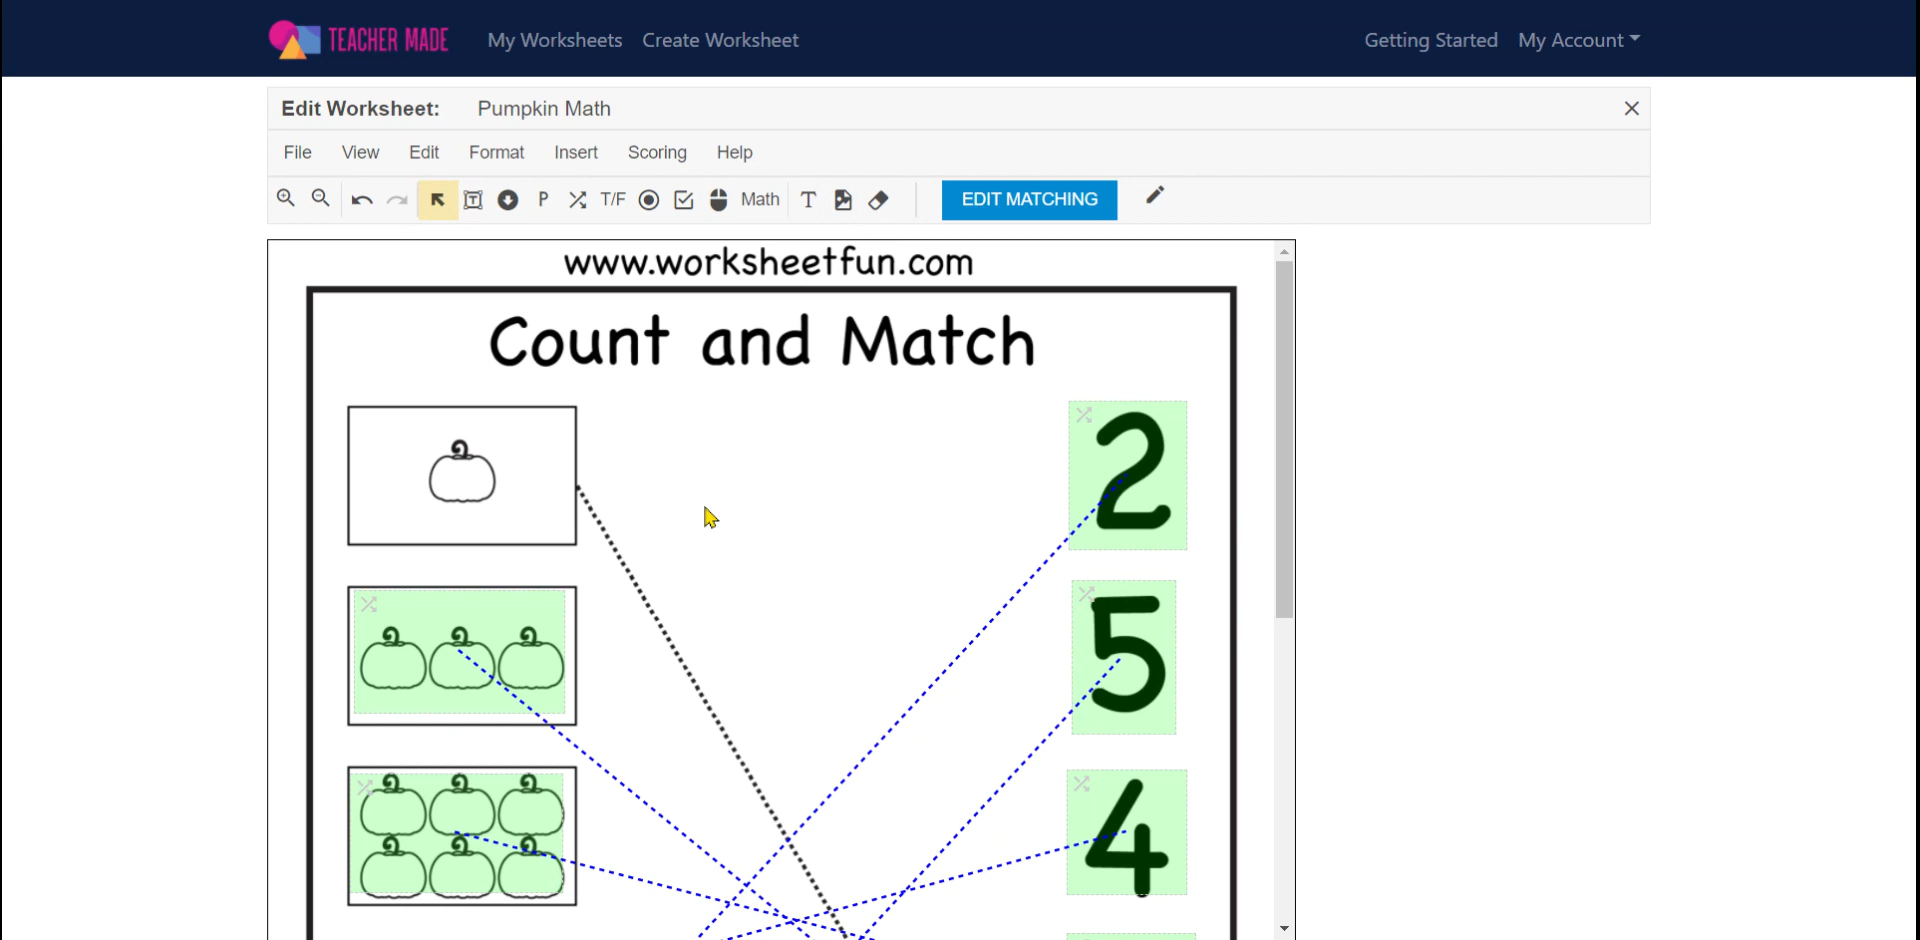 TEACHER MADE My Worksheets Create Worksheet Getting Started My Account
Edit Worksheet: Pumpkin Math
File View Edit Format Insert Scoring Help
P T/F Math T EDIT MATCHING
www.worksheetfun.com
Count and Match
2
5
4